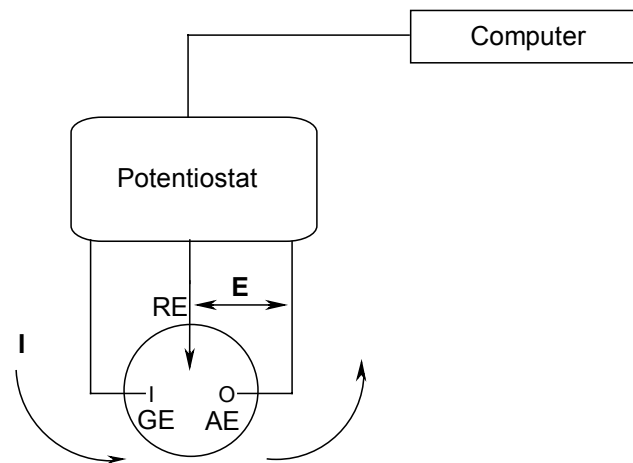 Computer
Potentiostat
E
RE
I
I O
GE AE